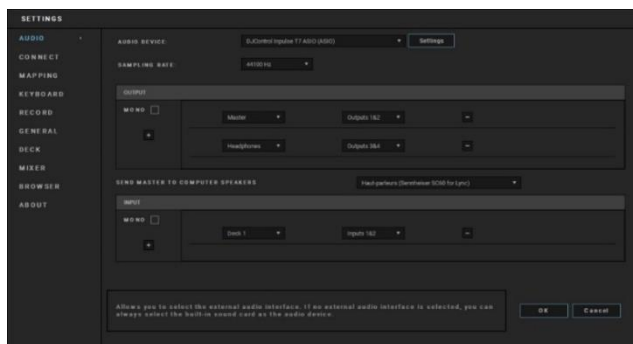 SETTINGS
AUDIO
CONNECT
MAPPING
KEYBOARD
RECORD
GENERAL
DECK
MIXER
BROWSER
ABOUT
AUDIO DEVICE:
DJControl Inpulse T7 ASIO (ASIO)
Settings
SAMPLING RATE:
44100 Hz
OUTPUT
MONO
Master
Outputs 1&2
Headphones
Outputs 3&4
SEND MASTER TO COMPUTER SPEAKERS
Haut-parleurs (Sennheiser SC60 for Lync)
INPUT
MONO
Deck 1
Inputs 1&2
Allows you to select the external audio interface. If no external audio interface is selected, you can
always select the built-in sound card as the audio device.
OK
Cancel